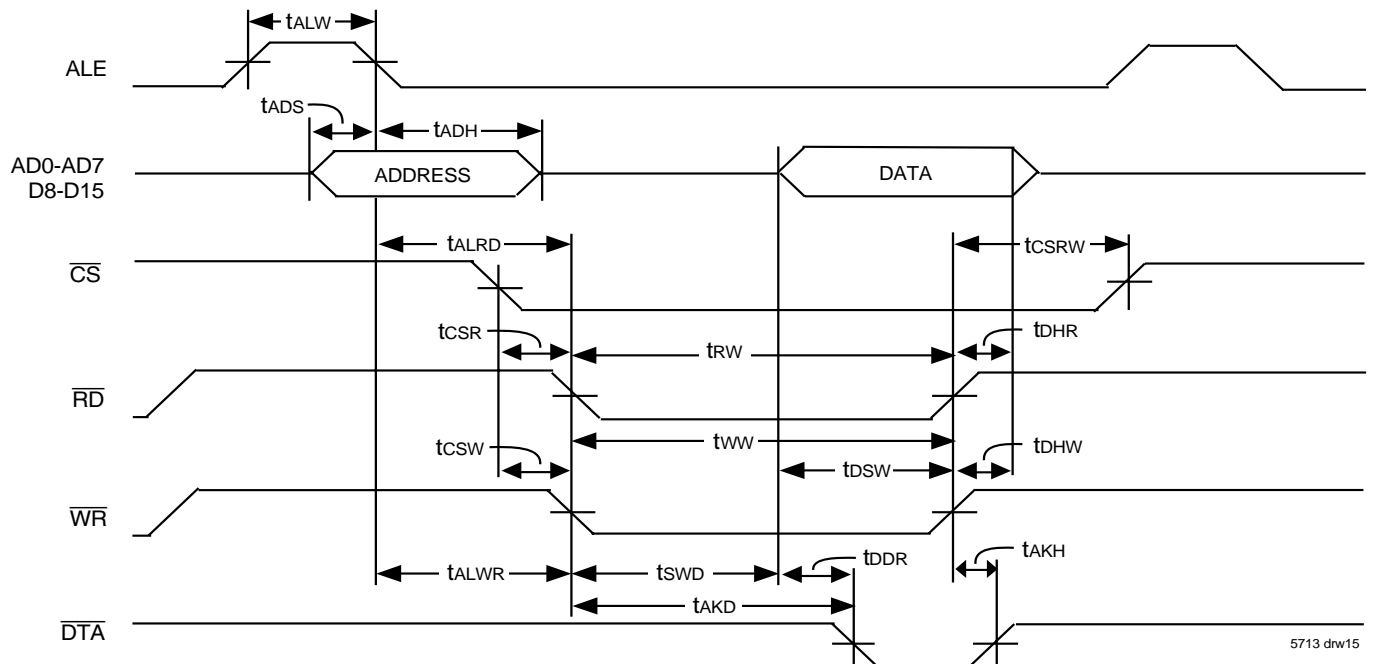 tALW
ALE
tADS
tADH
AD0-AD7
D8-D15
ADDRESS
DATA
tALRD
tCSRW
CS
tCSR
tRW
tDHR
RD
tCSW
tWW
tDHW
tDSW
WR
tALWR
tSWD
tDDR
tAKH
tAKD
DTA
5713 drw15